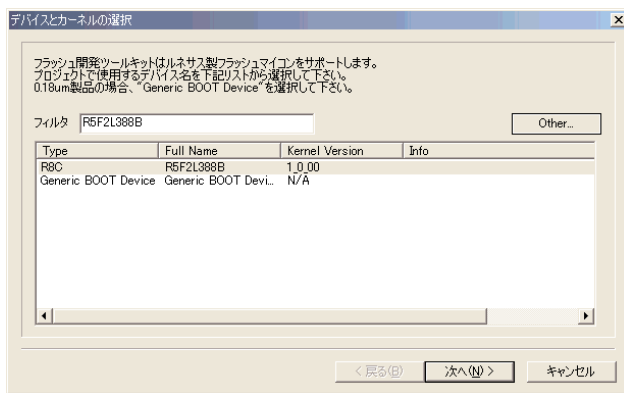 デバイスとカーネルの選択
フラッシュ開発ツールキットはルネサス製フラッシュマイコンをサポートします。
プロジェクトで使用するデバイス名を下記リストから選択して下さい。
0.18um製品の場合、"Generic BOOT Device"を選択して下さい。
フィルタ R5F2L388B Other...
Type Full Name Kernel Version Info
R8C R5F2L388B 1_0_00
Generic BOOT Device Generic BOOT Devi... N/A
< 戻る(B) 次へ(N) > キャンセル